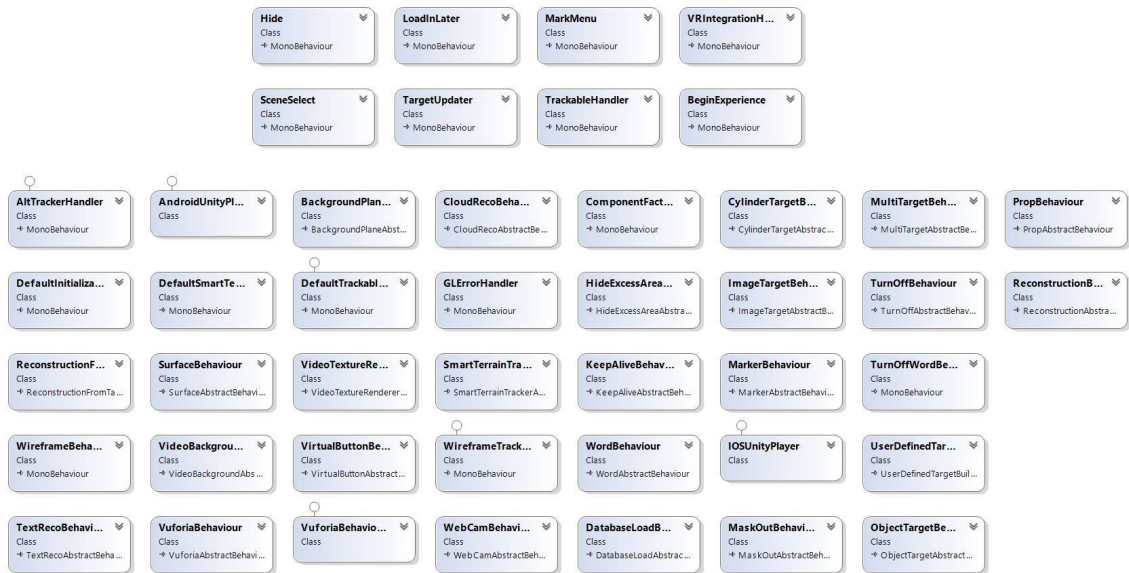 Hide
Class
MonoBehaviour
LoadInLater
Class
MonoBehaviour
MarkMenu
Class
MonoBehaviour
VRIntegrationH...
Class
MonoBehaviour
SceneSelect
Class
MonoBehaviour
TargetUpdater
Class
MonoBehaviour
TrackableHandler
Class
MonoBehaviour
BeginExperience
Class
MonoBehaviour
AltTrackerHandler
Class
MonoBehaviour
AndroidUnityPl...
Class
BackgroundPlan...
Class
BackgroundPlaneAbst...
CloudRecoBeha...
Class
CloudRecoAbstractBe...
ComponentFact...
Class
MonoBehaviour
CylinderTargetB...
Class
CylinderTargetAbstrac...
MultiTargetBeh...
Class
MultiTargetAbstractBe...
PropBehaviour
Class
PropAbstractBehaviour
DefaultInitializa...
Class
MonoBehaviour
DefaultSmartTe...
Class
MonoBehaviour
DefaultTrackabl...
Class
MonoBehaviour
GLErrorHandler
Class
MonoBehaviour
HideExcessArea...
Class
HideExcessAreaAbstra...
ImageTargetBeh...
Class
ImageTargetAbstractB...
TurnOffBehaviour
Class
TurnOffAbstractBehav...
ReconstructionB...
Class
ReconstructionAbstra...
ReconstructionF...
Class
ReconstructionFromTa...
SurfaceBehaviour
Class
SurfaceAbstractBehavi...
VideoTextureRe...
Class
VideoTextureRenderer...
SmartTerrainTra...
Class
SmartTerrainTrackerA...
KeepAliveBehav...
Class
KeepAliveAbstractBeh...
MarkerBehaviour
Class
MarkerAbstractBehavi...
TurnOffWordBe...
Class
MonoBehaviour
WireframeBeha...
Class
MonoBehaviour
VideoBackgrou...
Class
VideoBackgroundAbs...
VirtualButtonBe...
Class
VirtualButtonAbstract...
WireframeTrack...
Class
MonoBehaviour
WordBehaviour
Class
WordAbstractBehaviour
IOSUnityPlayer
Class
UserDefinedTar...
Class
UserDefinedTargetBuil...
TextRecoBehavi...
Class
TextRecoAbstractBeha...
VuforiaBehaviour
Class
VuforiaAbstractBehavi...
VuforiaBehavio...
Class
WebCamBehavi...
Class
WebCamAbstractBeh...
DatabaseLoadB...
Class
DatabaseLoadAbstrac...
MaskOutBehavi...
Class
MaskOutAbstractBeh...
ObjectTargetBe...
Class
ObjectTargetAbstract...